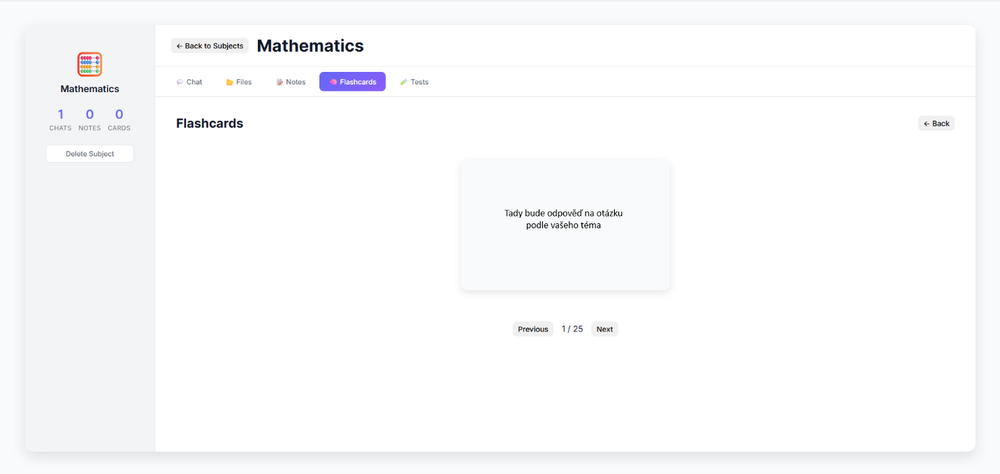 ← Back to Subjects
Mathematics
Mathematics
1
0
0
CHATS
NOTES
CARDS
Delete Subject
Chat
Files
Notes
Flashcards
Tests
Flashcards
← Back
Tady bude odpověď na otázku
podle vašeho téma
Previous
1 / 25
Next